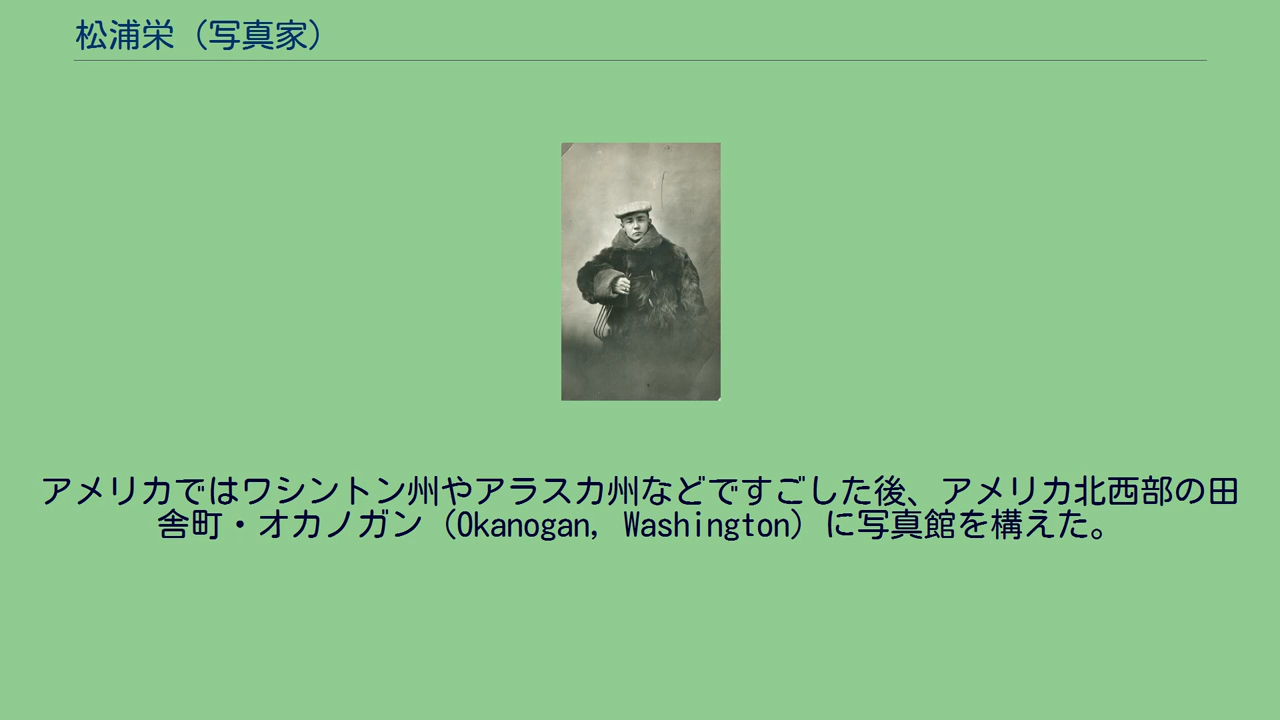 松浦栄（写真家）
アメリカではワシントン州やアラスカ州などですごした後、アメリカ北西部の田
舎町・オカノガン（Okanogan, Washington）に写真館を構えた。